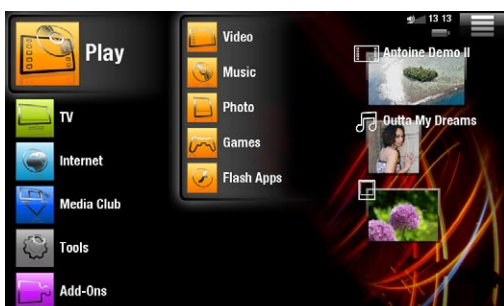 13 13
Play
TV
Internet
Media Club
Tools
Add-Ons
Video
Music
Photo
Games
Flash Apps
Antoine Demo II
Outta My Dreams